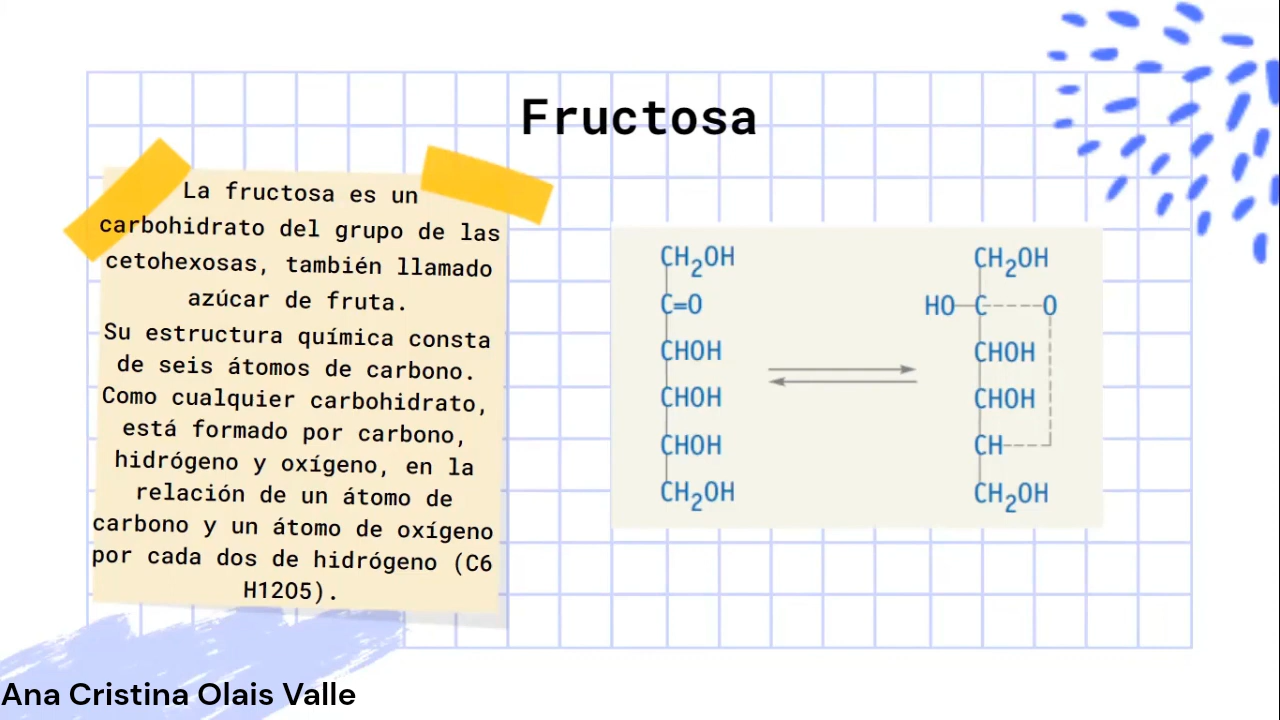 Fructosa
La fructosa es un
carbohidrato del grupo de las
cetohexosas, también llamado
azúcar de fruta.
Su estructura química consta
de seis átomos de carbono.
Como cualquier carbohidrato,
está formado por carbono,
hidrógeno y oxígeno, en la
relación de un átomo de
carbono y un átomo de oxígeno
por cada dos de hidrógeno (C6
H12O5).
CH2OH
C=O
CHOH
CHOH
CHOH
CH2OH
CH2OH
HO C O
CHOH
CHOH
CH
CH2OH
Ana Cristina Olais Valle